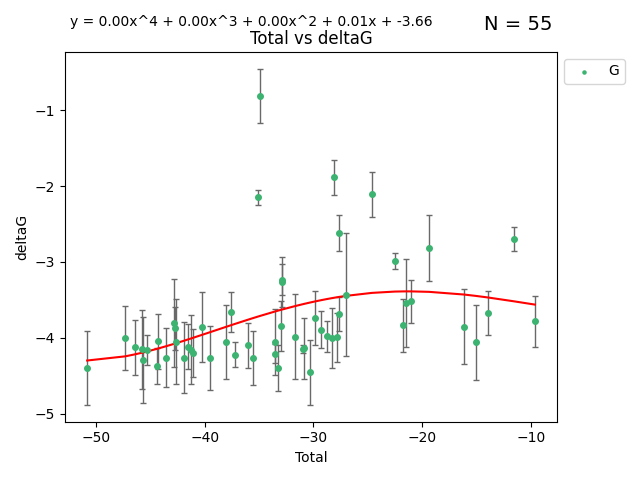 y = 0.00x^4 + 0.00x^3 + 0.00x^2 + 0.01x + -3.66
N = 55
Total vs deltaG
G
deltaG
−1
−2
−3
−4
−5
−50 −40 −30 −20 −10
Total